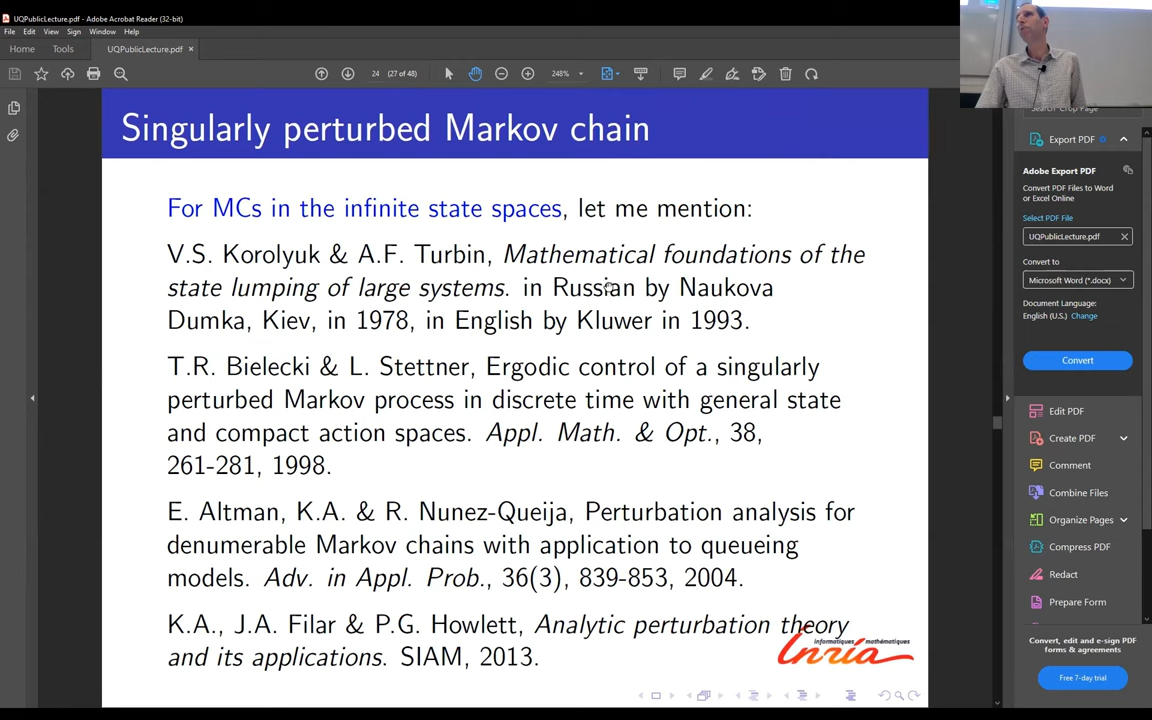 UQPublicLecture.pdf - Adobe Acrobat Reader (32-bit)
File Edit View Sign Window Help
Home Tools UQPublicLecture.pdf ×
24 (27 of 48) 248%
Singularly perturbed Markov chain
For MCs in the infinite state spaces, let me mention:
V.S. Korolyuk & A.F. Turbin, Mathematical foundations of the
state lumping of large systems. in Russian by Naukova
Dumka, Kiev, in 1978, in English by Kluwer in 1993.
T.R. Bielecki & L. Stettner, Ergodic control of a singularly
perturbed Markov process in discrete time with general state
and compact action spaces. Appl. Math. & Opt., 38,
261-281, 1998.
E. Altman, K.A. & R. Nunez-Queija, Perturbation analysis for
denumerable Markov chains with application to queueing
models. Adv. in Appl. Prob., 36(3), 839-853, 2004.
K.A., J.A. Filar & P.G. Howlett, Analytic perturbation theory
and its applications. SIAM, 2013.
informatiques mathématiques
Inria
Search 'Crop Page'
Export PDF
Adobe Export PDF
Convert PDF Files to Word
or Excel Online
Select PDF File
UQPublicLecture.pdf
Convert to
Microsoft Word (*.docx)
Document Language:
English (U.S.) Change
Convert
Edit PDF
Create PDF
Comment
Combine Files
Organize Pages
Compress PDF
Redact
Prepare Form
Convert, edit and e-sign PDF
forms & agreements
Free 7-day trial